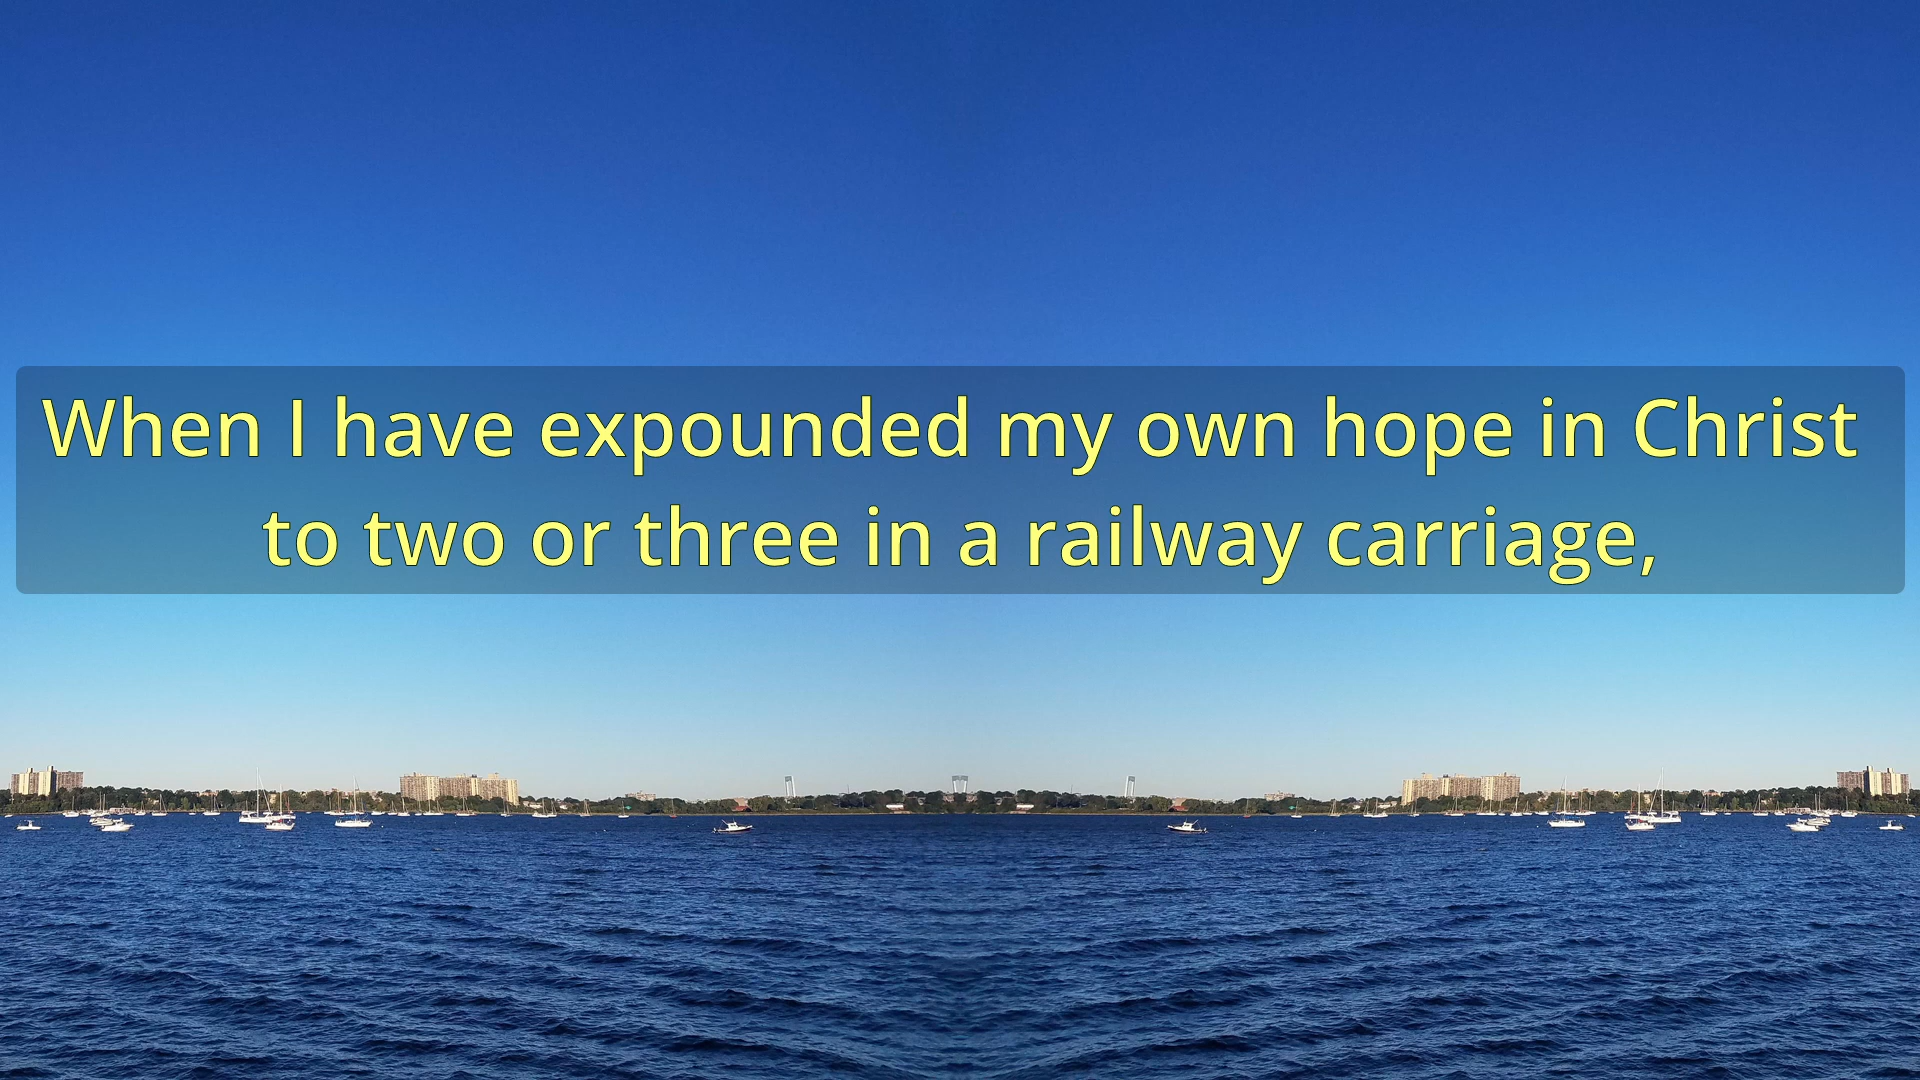 When I have expounded my own hope in Christ
to two or three in a railway carriage,